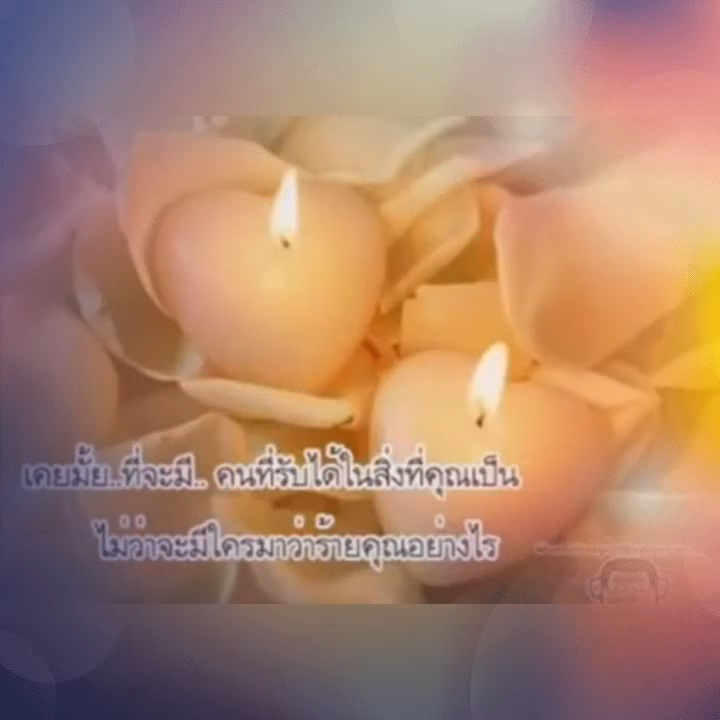 เคยมั้ย..ที่จะมี.. คนที่รับได้ในสิ่งที่คุณเป็น
ไม่ว่าจะมีใครมาว่าร้ายคุณอย่างไร